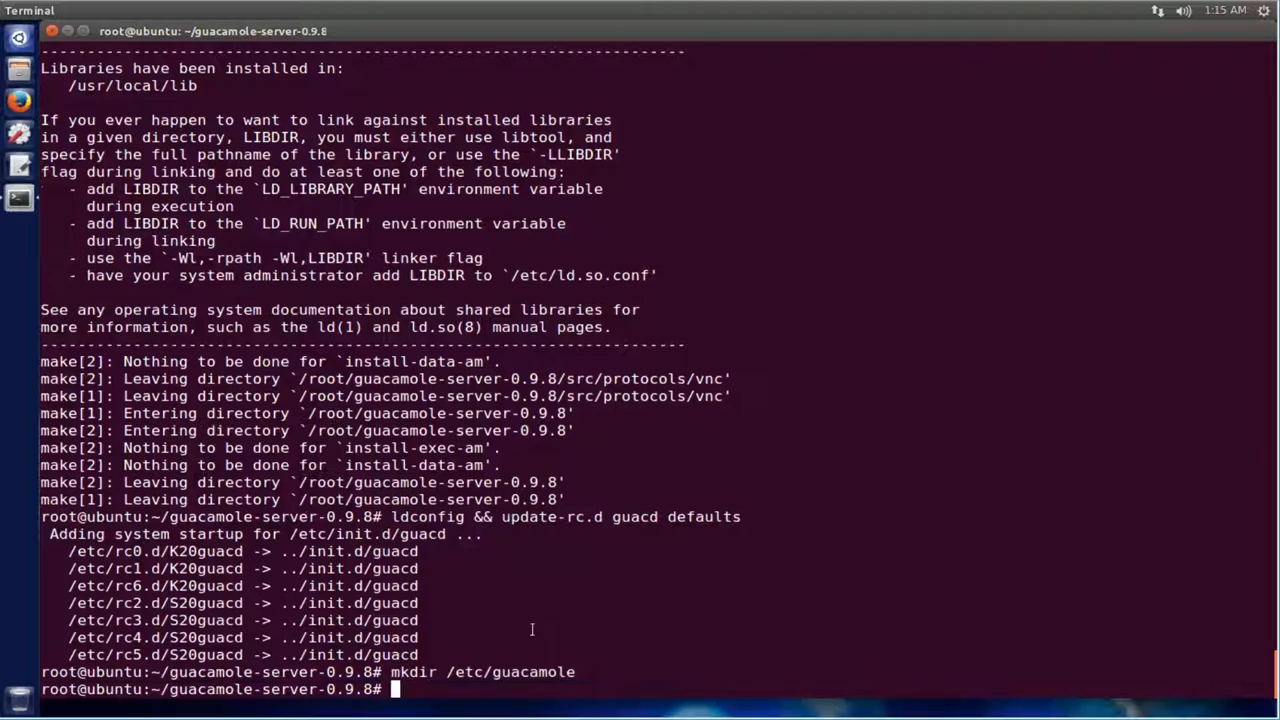 Terminal
1:15 AM
root@ubuntu: ~/guacamole-server-0.9.8
----------------------------------------------------------------------
Libraries have been installed in:
   /usr/local/lib
If you ever happen to want to link against installed libraries
in a given directory, LIBDIR, you must either use libtool, and
specify the full pathname of the library, or use the `-LLIBDIR'
flag during linking and do at least one of the following:
   - add LIBDIR to the `LD_LIBRARY_PATH' environment variable
     during execution
   - add LIBDIR to the `LD_RUN_PATH' environment variable
     during linking
   - use the `-Wl,-rpath -Wl,LIBDIR' linker flag
   - have your system administrator add LIBDIR to `/etc/ld.so.conf'
See any operating system documentation about shared libraries for
more information, such as the ld(1) and ld.so(8) manual pages.
----------------------------------------------------------------------
make[2]: Nothing to be done for `install-data-am'.
make[2]: Leaving directory `/root/guacamole-server-0.9.8/src/protocols/vnc'
make[1]: Leaving directory `/root/guacamole-server-0.9.8/src/protocols/vnc'
make[1]: Entering directory `/root/guacamole-server-0.9.8'
make[2]: Entering directory `/root/guacamole-server-0.9.8'
make[2]: Nothing to be done for `install-exec-am'.
make[2]: Nothing to be done for `install-data-am'.
make[2]: Leaving directory `/root/guacamole-server-0.9.8'
make[1]: Leaving directory `/root/guacamole-server-0.9.8'
root@ubuntu:~/guacamole-server-0.9.8# ldconfig && update-rc.d guacd defaults
 Adding system startup for /etc/init.d/guacd ...
   /etc/rc0.d/K20guacd -> ../init.d/guacd
   /etc/rc1.d/K20guacd -> ../init.d/guacd
   /etc/rc6.d/K20guacd -> ../init.d/guacd
   /etc/rc2.d/S20guacd -> ../init.d/guacd
   /etc/rc3.d/S20guacd -> ../init.d/guacd
   /etc/rc4.d/S20guacd -> ../init.d/guacd
   /etc/rc5.d/S20guacd -> ../init.d/guacd
root@ubuntu:~/guacamole-server-0.9.8# mkdir /etc/guacamole
root@ubuntu:~/guacamole-server-0.9.8#